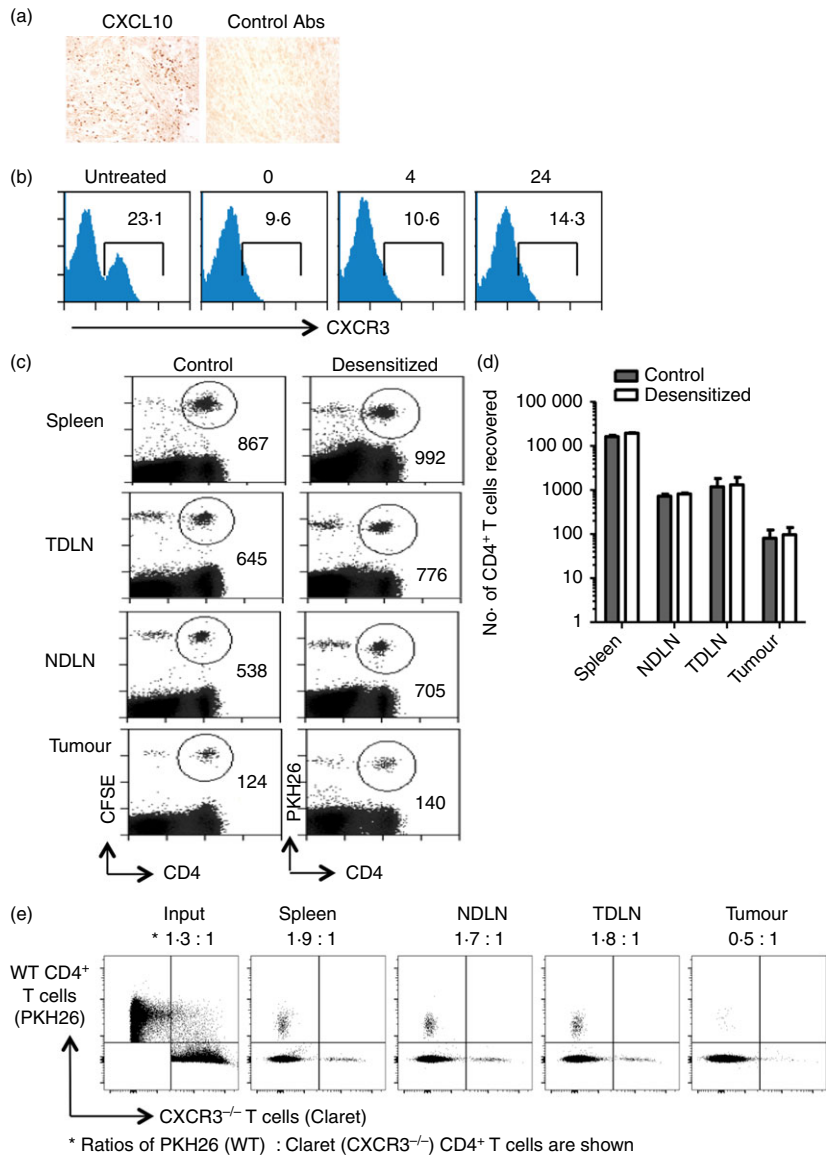 (a)
CXCL10 Control Abs
(b)
Untreated 0 4 24
23·1 9·6 10·6 14·3
CXCR3
(c)
Control Desensitized
Spleen
867 992
TDLN
645 776
NDLN
538 705
Tumour
124 140
CFSE PKH26
CD4 CD4
(d)
Control
Desensitized
No· of CD4+ T cells recovered
100 000
100 00
1000
100
10
1
Spleen NDLN TDLN Tumour
(e)
Input Spleen NDLN TDLN Tumour
* 1·3 : 1 1·9 : 1 1·7 : 1 1·8 : 1 0·5 : 1
WT CD4+
T cells
(PKH26)
CXCR3–/– T cells (Claret)
* Ratios of PKH26 (WT) : Claret (CXCR3–/–) CD4+ T cells are shown